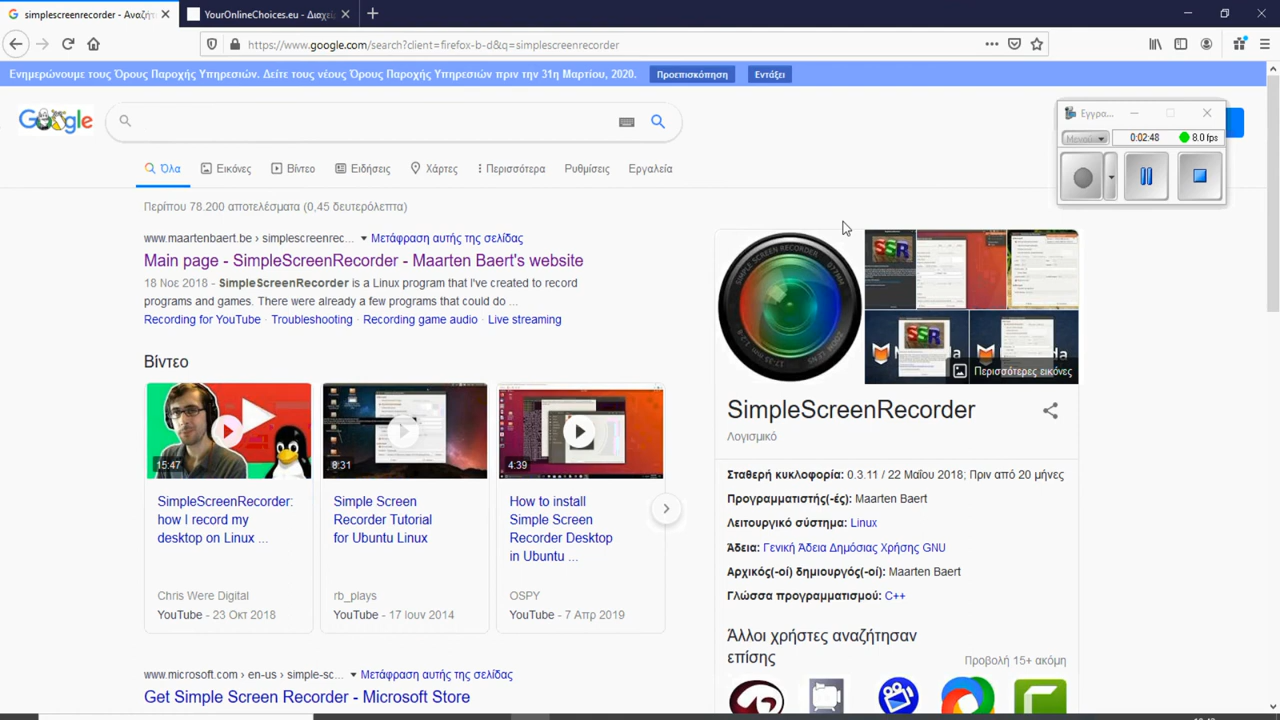 simplescreenrecorder - Αναζήτ
YourOnlineChoices.eu - Διαχεί
https://www.google.com/search?client=firefox-b-d&q=simplescreenrecorder
Ενημερώνουμε τους Όρους Παροχής Υπηρεσιών. Δείτε τους νέους Όρους Παροχής Υπηρεσιών πριν την 31η Μαρτίου, 2020.
Προεπισκόπηση
Εντάξει
Google
Εγγρα...
Μενού
0:02:48
8.0 fps
Όλα
Εικόνες
Βίντεο
Ειδήσεις
Χάρτες
Περισσότερα
Ρυθμίσεις
Εργαλεία
Περίπου 78.200 αποτελέσματα (0,45 δευτερόλεπτα)
www.maartenbaert.be › simplescreenrec... Μετάφραση αυτής της σελίδας
Main page - SimpleScreenRecorder - Maarten Baert's website
18 Νοε 2018 - SimpleScreenRecorder is a Linux program that I've created to record
programs and games. There were already a few programs that could do ...
Recording for YouTube · Troubleshooting · Recording game audio · Live streaming
Βίντεο
15:47
SimpleScreenRecorder:
how I record my
desktop on Linux ...
Chris Were Digital
YouTube - 23 Οκτ 2018
8:31
Simple Screen
Recorder Tutorial
for Ubuntu Linux
rb_plays
YouTube - 17 Ιουν 2014
4:39
How to install
Simple Screen
Recorder Desktop
in Ubuntu ...
OSPY
YouTube - 7 Απρ 2019
www.microsoft.com › en-us › simple-sc... Μετάφραση αυτής της σελίδας
Get Simple Screen Recorder - Microsoft Store
SSR
SSR
Περισσότερες εικόνες
SimpleScreenRecorder
Λογισμικό
Σταθερή κυκλοφορία: 0.3.11 / 22 Μαΐου 2018; Πριν από 20 μήνες
Προγραμματιστής(-ές): Maarten Baert
Λειτουργικό σύστημα: Linux
Άδεια: Γενική Άδεια Δημόσιας Χρήσης GNU
Αρχικός(-οί) δημιουργός(-οί): Maarten Baert
Γλώσσα προγραμματισμού: C++
Άλλοι χρήστες αναζήτησαν
επίσης
Προβολή 15+ ακόμη